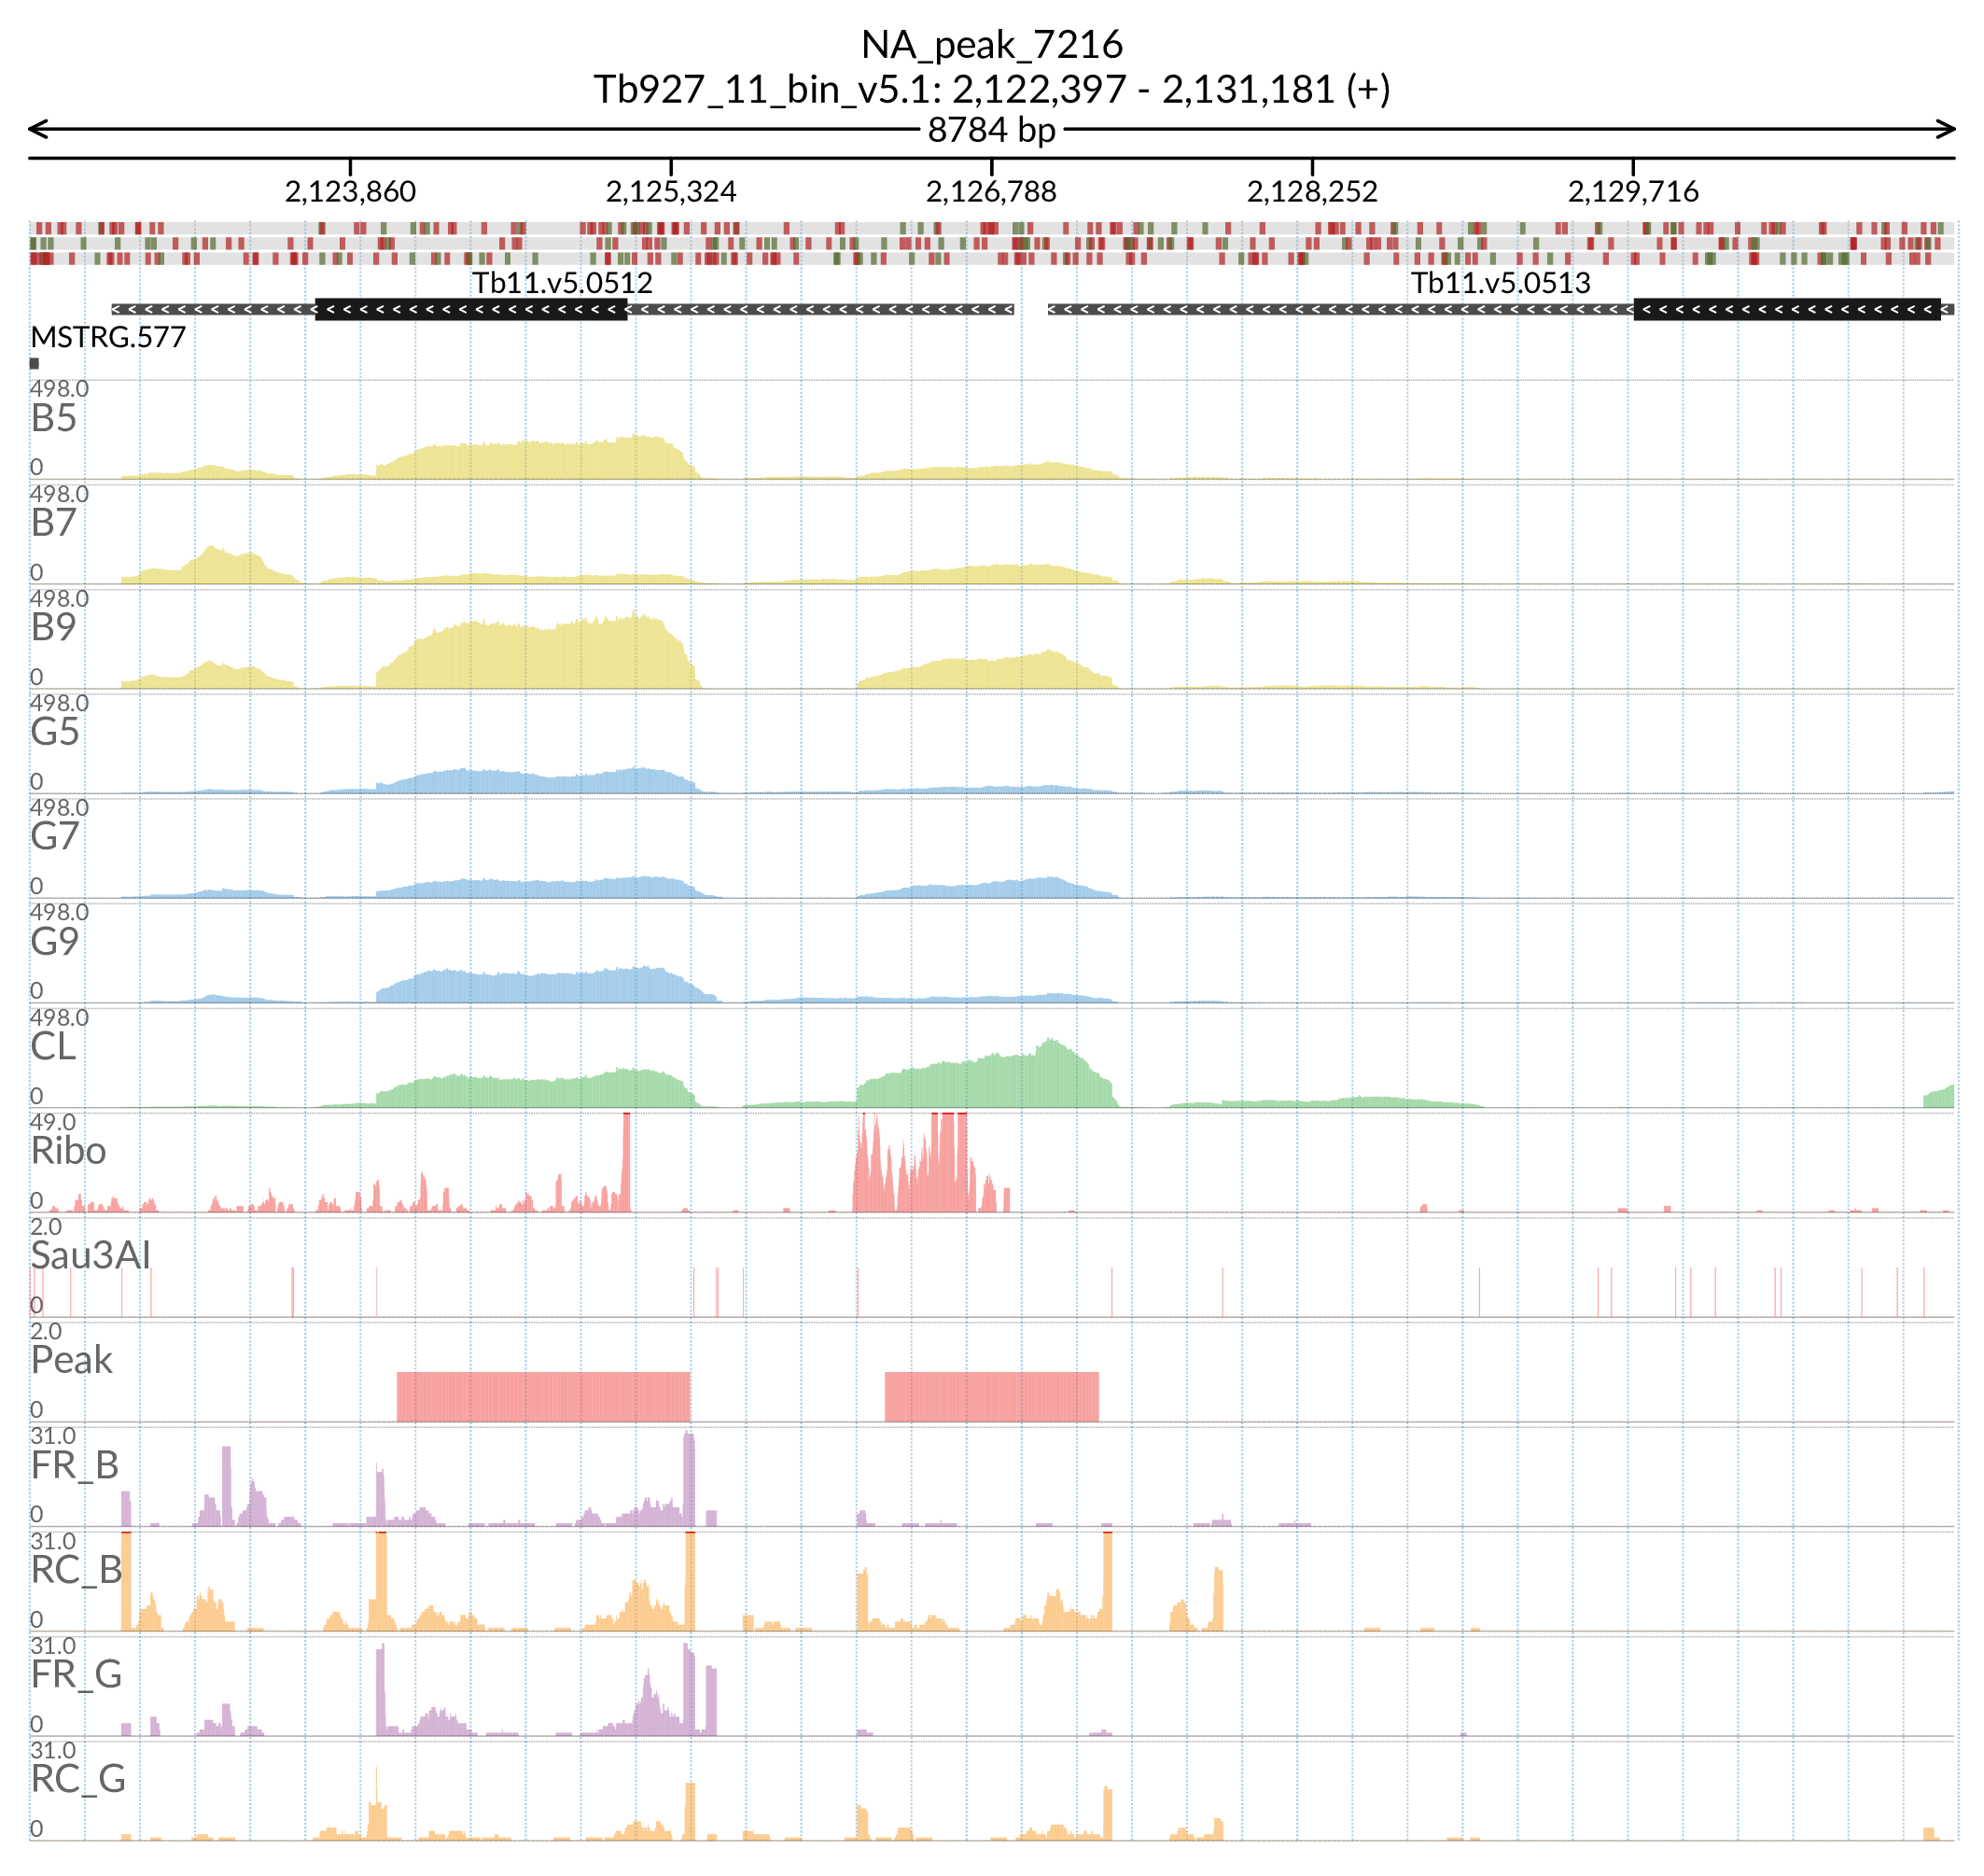 NA_peak_7216
Tb927_11_bin_v5.1: 2,122,397 - 2,131,181 (+)
8784 bp
2,123,860 2,125,324 2,126,788 2,128,252 2,129,716
Tb11.v5.0512 Tb11.v5.0513
MSTRG.577
498.0
B5
0
498.0
B7
0
498.0
B9
0
498.0
G5
0
498.0
G7
0
498.0
G9
0
498.0
CL
0
49.0
Ribo
0
2.0
Sau3AI
0
2.0
Peak
0
31.0
FR_B
0
31.0
RC_B
0
31.0
FR_G
0
31.0
RC_G
0